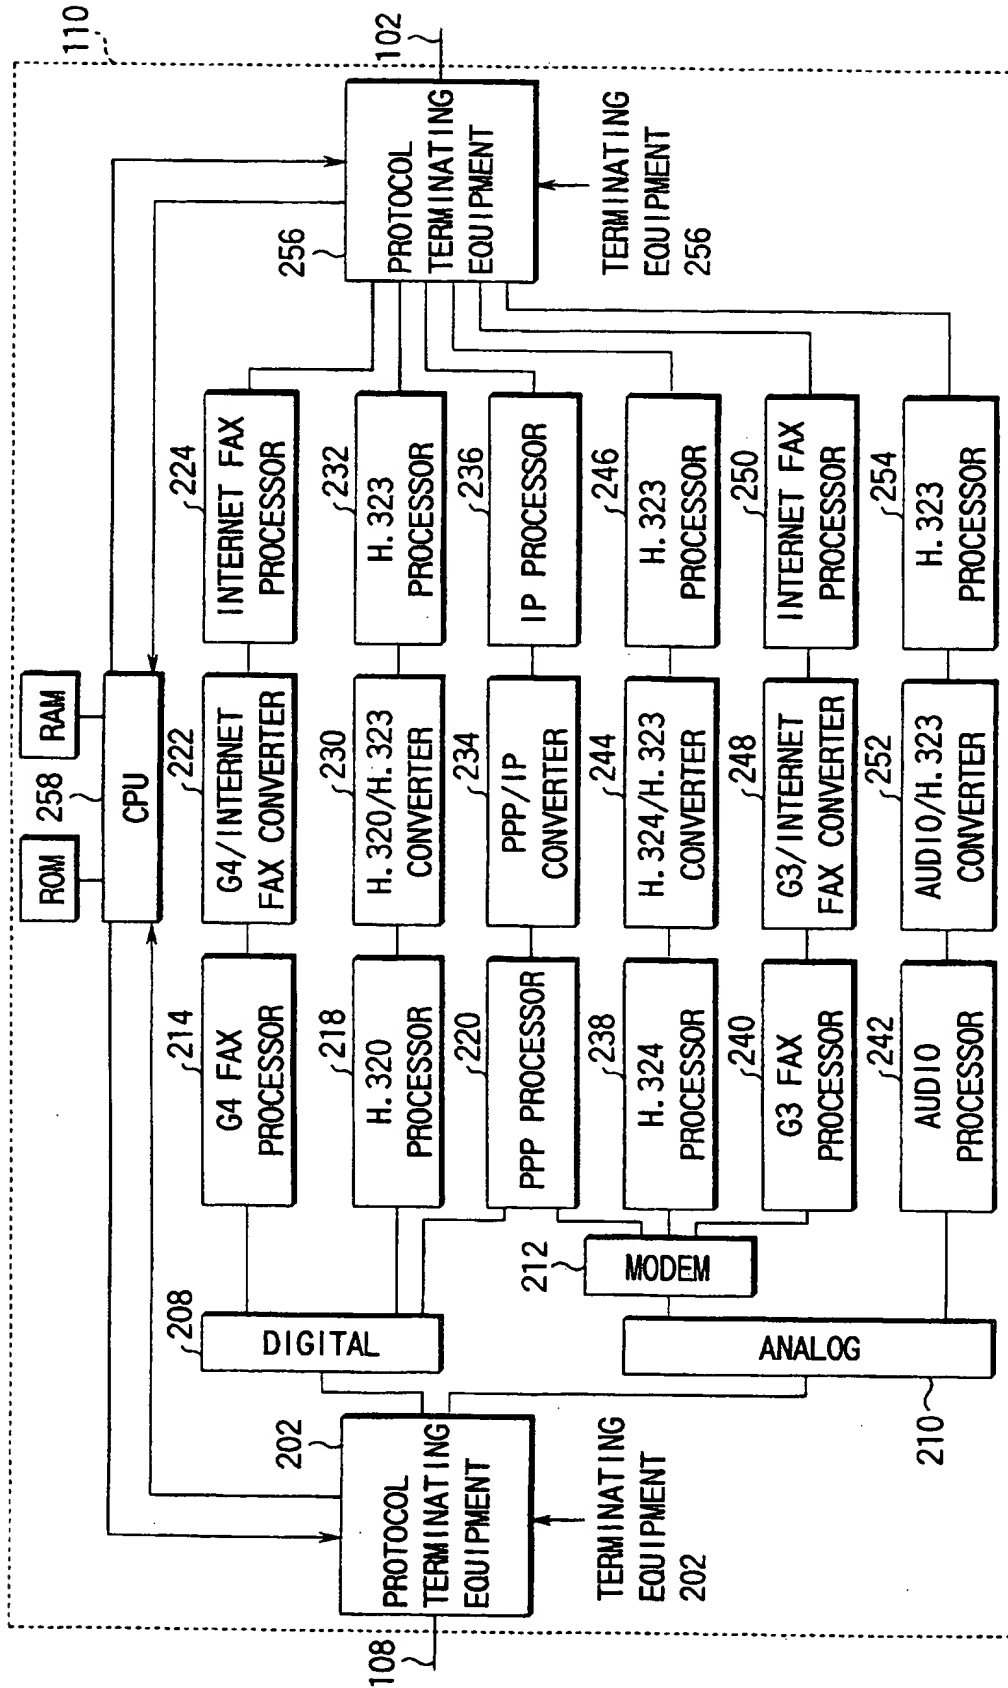 110
ROM
RAM
258
CPU
108
202
PROTOCOL
TERMINATING
EQUIPMENT
TERMINATING
EQUIPMENT
202
208
DIGITAL
210
ANALOG
212
MODEM
214
G4 FAX
PROCESSOR
222
G4/INTERNET
FAX CONVERTER
224
INTERNET FAX
PROCESSOR
218
H.320
PROCESSOR
230
H.320/H.323
CONVERTER
232
H.323
PROCESSOR
220
PPP PROCESSOR
234
PPP/IP
CONVERTER
236
IP PROCESSOR
238
H.324
PROCESSOR
244
H.324/H.323
CONVERTER
246
H.323
PROCESSOR
240
G3 FAX
PROCESSOR
248
G3/INTERNET
FAX CONVERTER
250
INTERNET FAX
PROCESSOR
242
AUDIO
PROCESSOR
252
AUDIO/H.323
CONVERTER
254
H.323
PROCESSOR
256
PROTOCOL
TERMINATING
EQUIPMENT
102
TERMINATING
EQUIPMENT
256